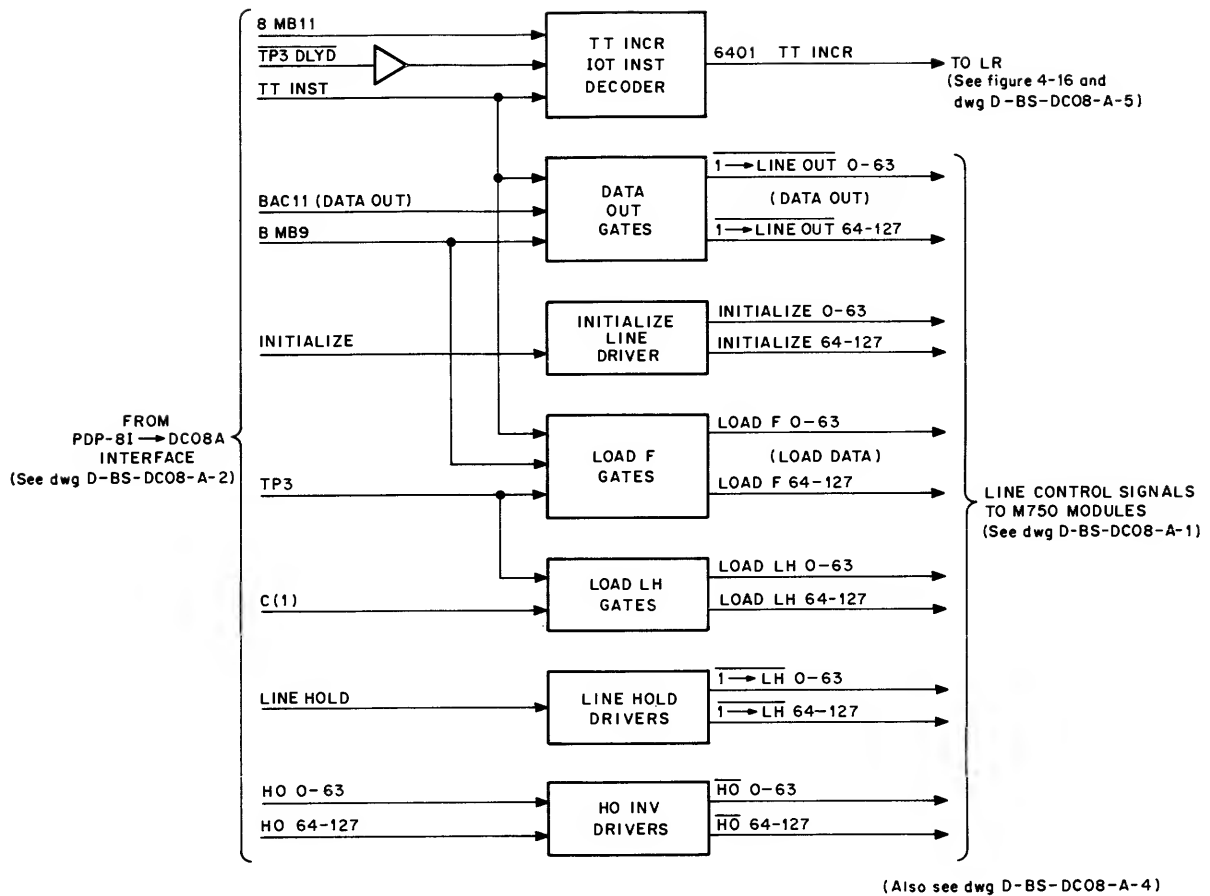 8 MB11
TP3 DLYD
TT INST
TT INCR
IOT INST
DECODER
6401 TT INCR
TO LR
(See figure 4-16 and
dwg D-BS-DC08-A-5)
BAC11 (DATA OUT)
B MB9
DATA
OUT
GATES
1→LINE OUT 0-63
(DATA OUT)
1→LINE OUT 64-127
INITIALIZE
INITIALIZE
LINE
DRIVER
INITIALIZE 0-63
INITIALIZE 64-127
FROM
PDP-8I→DC08A
INTERFACE
(See dwg D-BS-DC08-A-2)
TP3
LOAD F
GATES
LOAD F 0-63
(LOAD DATA)
LOAD F 64-127
LINE CONTROL SIGNALS
TO M750 MODULES
(See dwg D-BS-DC08-A-1)
C(1)
LOAD LH
GATES
LOAD LH 0-63
LOAD LH 64-127
LINE HOLD
LINE HOLD
DRIVERS
1→LH 0-63
1→LH 64-127
HO 0-63
HO 64-127
HO INV
DRIVERS
HO 0-63
HO 64-127
(Also see dwg D-BS-DC08-A-4)